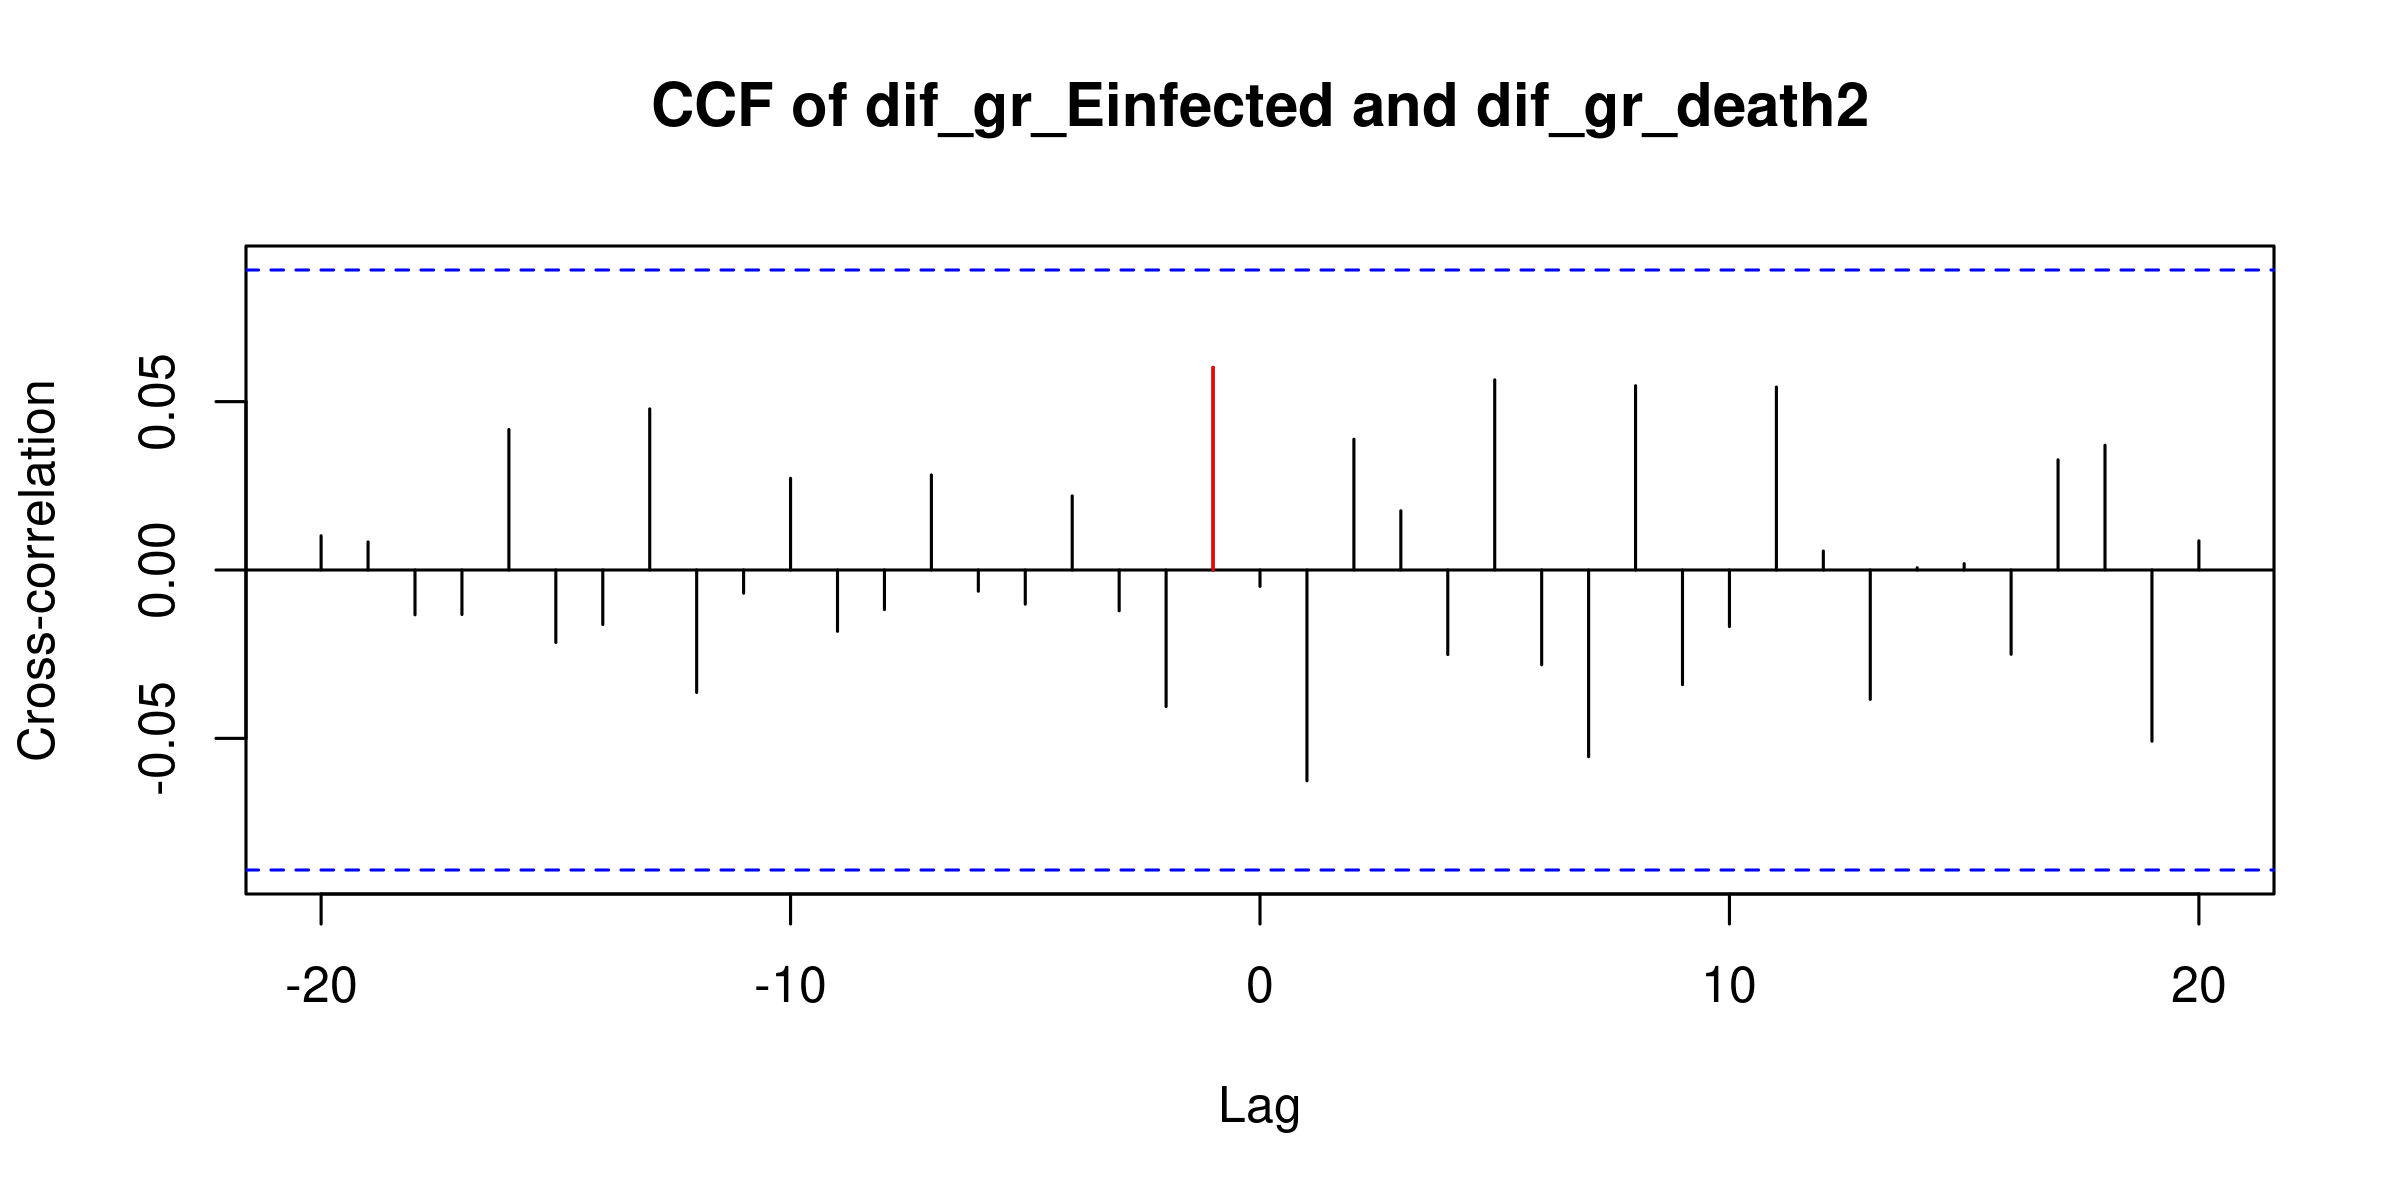 CCF of dif_gr_Einfected and dif_gr_death2
Cross-correlation
0.05
0.00
-0.05
-20 -10 0 10 20
Lag